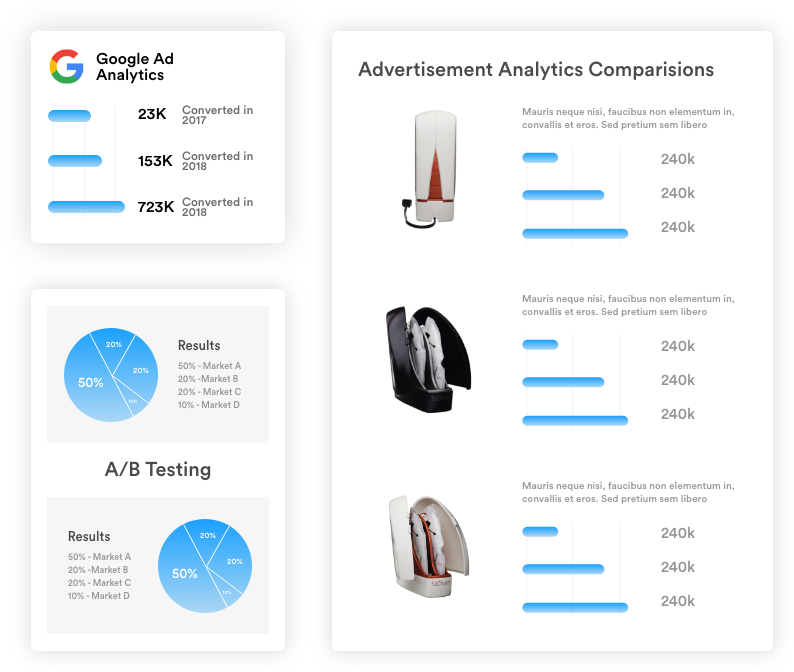 Google Ad
Analytics
23K
Converted in
2017
153K
Converted in
2018
723K
Converted in
2018
20%
20%
50%
10%
Results
50% - Market A
20% -Market B
20% - Market C
10% - Market D
A/B Testing
Results
50% - Market A
20% -Market B
20% - Market C
10% - Market D
20%
20%
50%
10%
Advertisement Analytics Comparisions
Mauris neque nisi, faucibus non elementum in,
convallis et eros. Sed pretium sem libero
240k
240k
240k
Mauris neque nisi, faucibus non elementum in,
convallis et eros. Sed pretium sem libero
240k
240k
240k
Mauris neque nisi, faucibus non elementum in,
convallis et eros. Sed pretium sem libero
240k
240k
240k